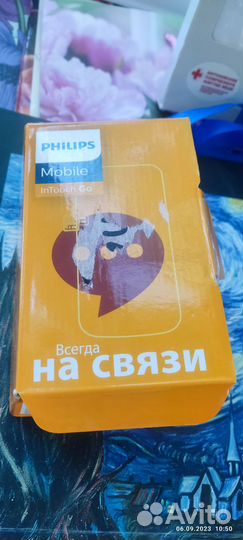 PHILIPS
Mobile
InTouch Go
Всегда
на связи
Avito
06.09.2023 10:50